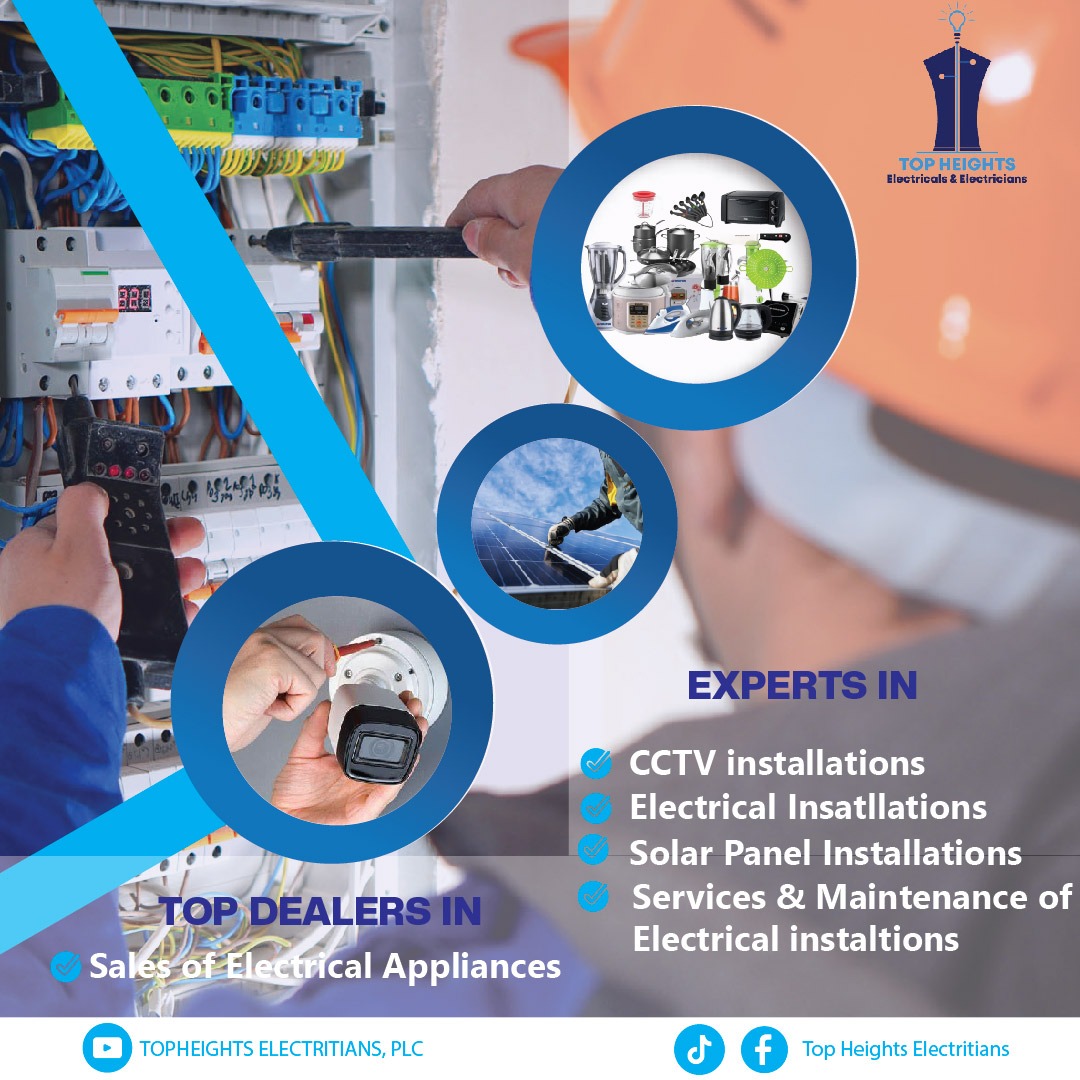 TOP HEIGHTS
Electricals & Electricians
EXPERTS IN
CCTV installations
Electrical Insatllations
Solar Panel Installations
Services & Maintenance of
Electrical instaltions
TOP DEALERS IN
Sales of Electrical Appliances
TOPHEIGHTS ELECTRITIANS, PLC
Top Heights Electritians